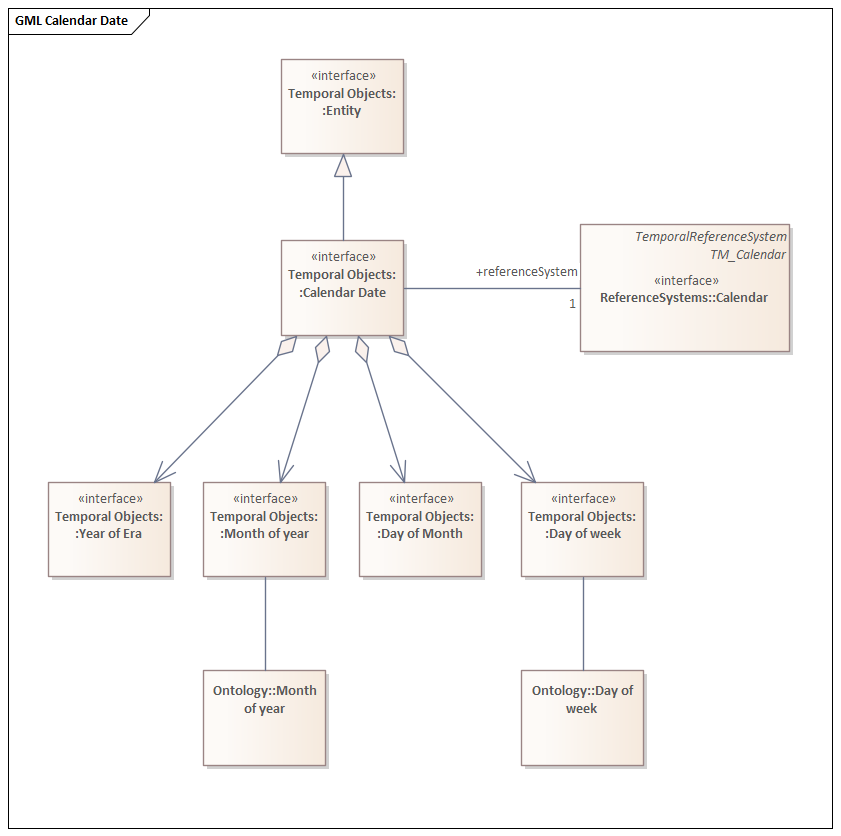 GML Calendar Date
«interface»
Temporal Objects:
:Entity
«interface»
Temporal Objects:
:Calendar Date
+referenceSystem
1
TemporalReferenceSystem
TM_Calendar
«interface»
ReferenceSystems::Calendar
«interface»
Temporal Objects:
:Year of Era
«interface»
Temporal Objects:
:Month of year
«interface»
Temporal Objects:
:Day of Month
«interface»
Temporal Objects:
:Day of week
Ontology::Month
of year
Ontology::Day of
week